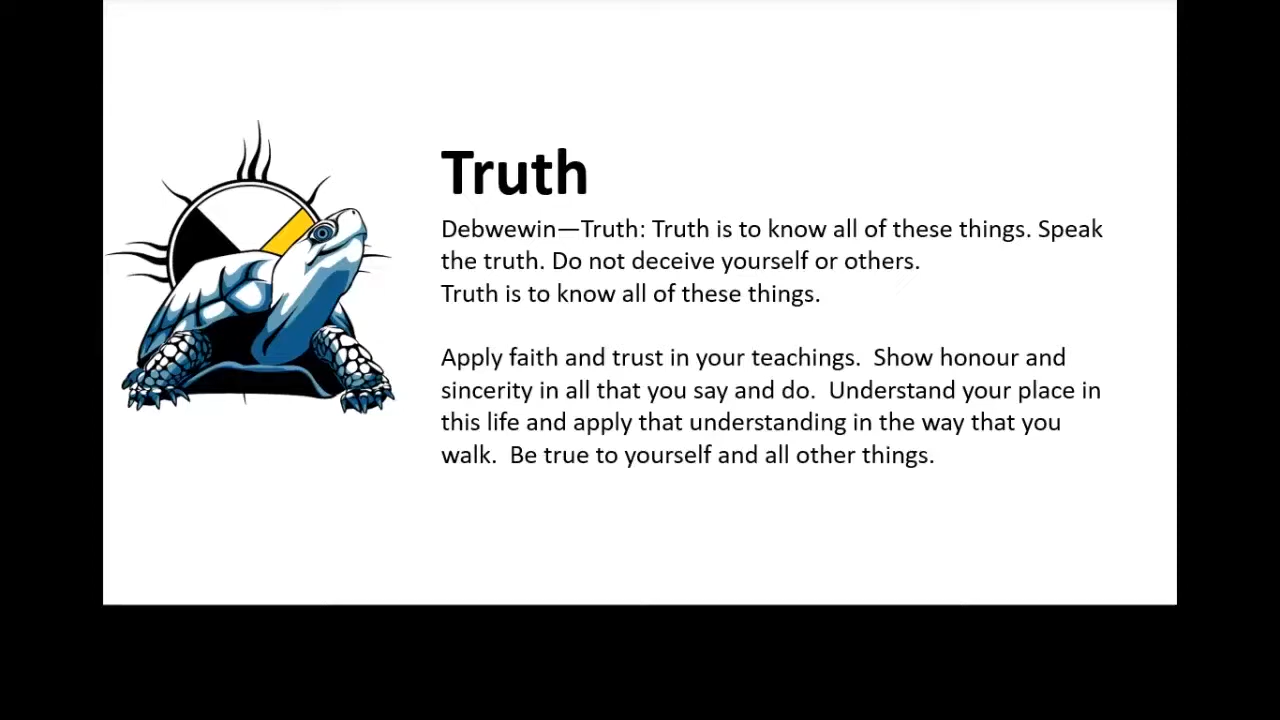 Truth
Debwewin—Truth: Truth is to know all of these things. Speak
the truth. Do not deceive yourself or others.
Truth is to know all of these things.
Apply faith and trust in your teachings.  Show honour and
sincerity in all that you say and do.  Understand your place in
this life and apply that understanding in the way that you
walk.  Be true to yourself and all other things.